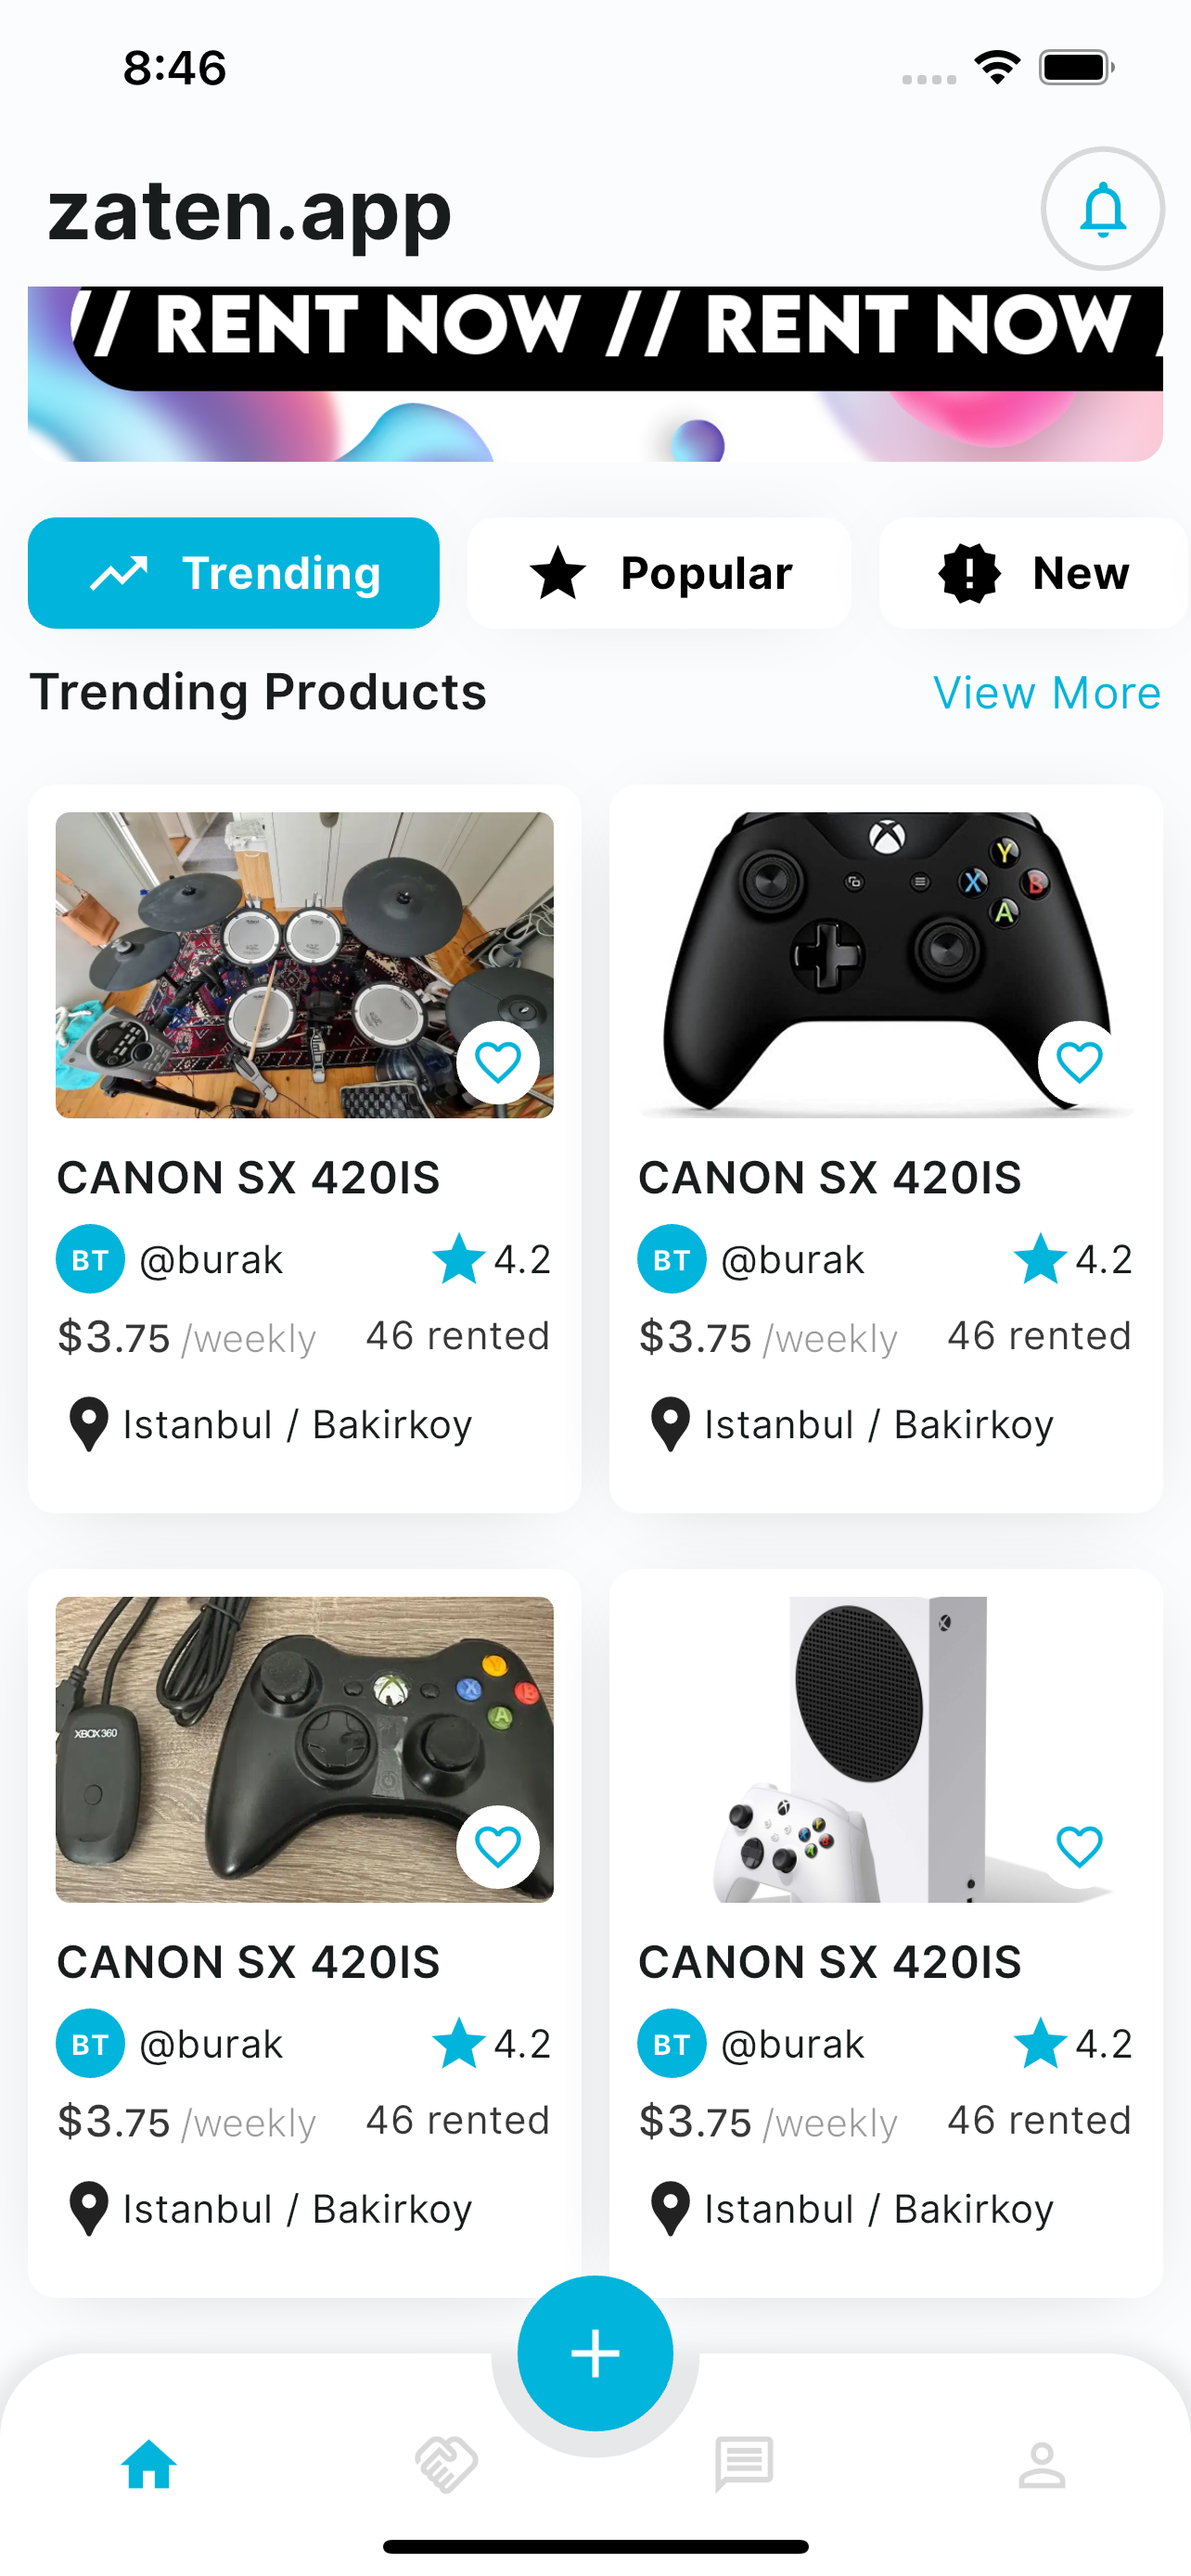 8:46
zaten.app
// RENT NOW // RENT NOW /
Trending
Popular
New
Trending Products
View More
Y
X
B
A
CANON SX 420IS
BT @burak 4.2
$3.75 /weekly 46 rented
Istanbul / Bakirkoy
CANON SX 420IS
BT @burak 4.2
$3.75 /weekly 46 rented
Istanbul / Bakirkoy
XBOX 360
X
B
A
CANON SX 420IS
BT @burak 4.2
$3.75 /weekly 46 rented
Istanbul / Bakirkoy
CANON SX 420IS
BT @burak 4.2
$3.75 /weekly 46 rented
Istanbul / Bakirkoy